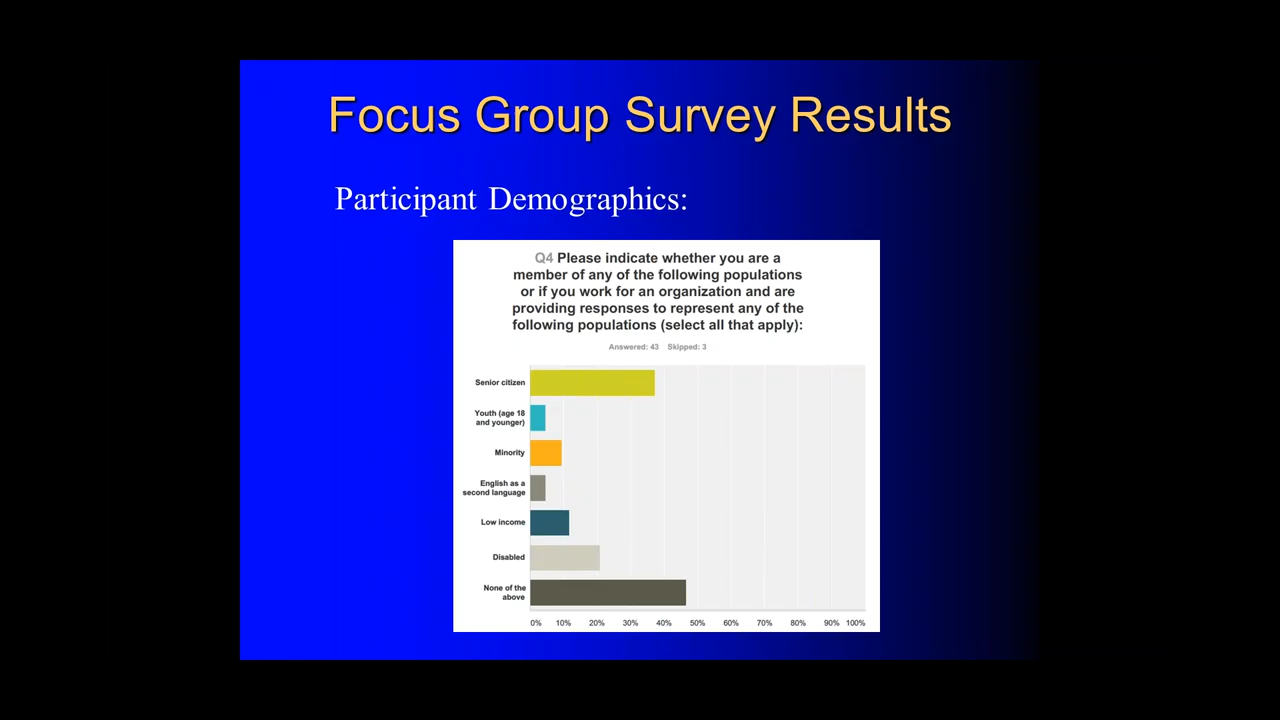 Focus Group Survey Results
Participant Demographics:
Q4 Please indicate whether you are a
member of any of the following populations
or if you work for an organization and are
providing responses to represent any of the
following populations (select all that apply):
Answered: 43 Skipped: 3
Senior citizen
Youth (age 18
and younger)
Minority
English as a
second language
Low income
Disabled
None of the
above
0% 10% 20% 30% 40% 50% 60% 70% 80% 90% 100%